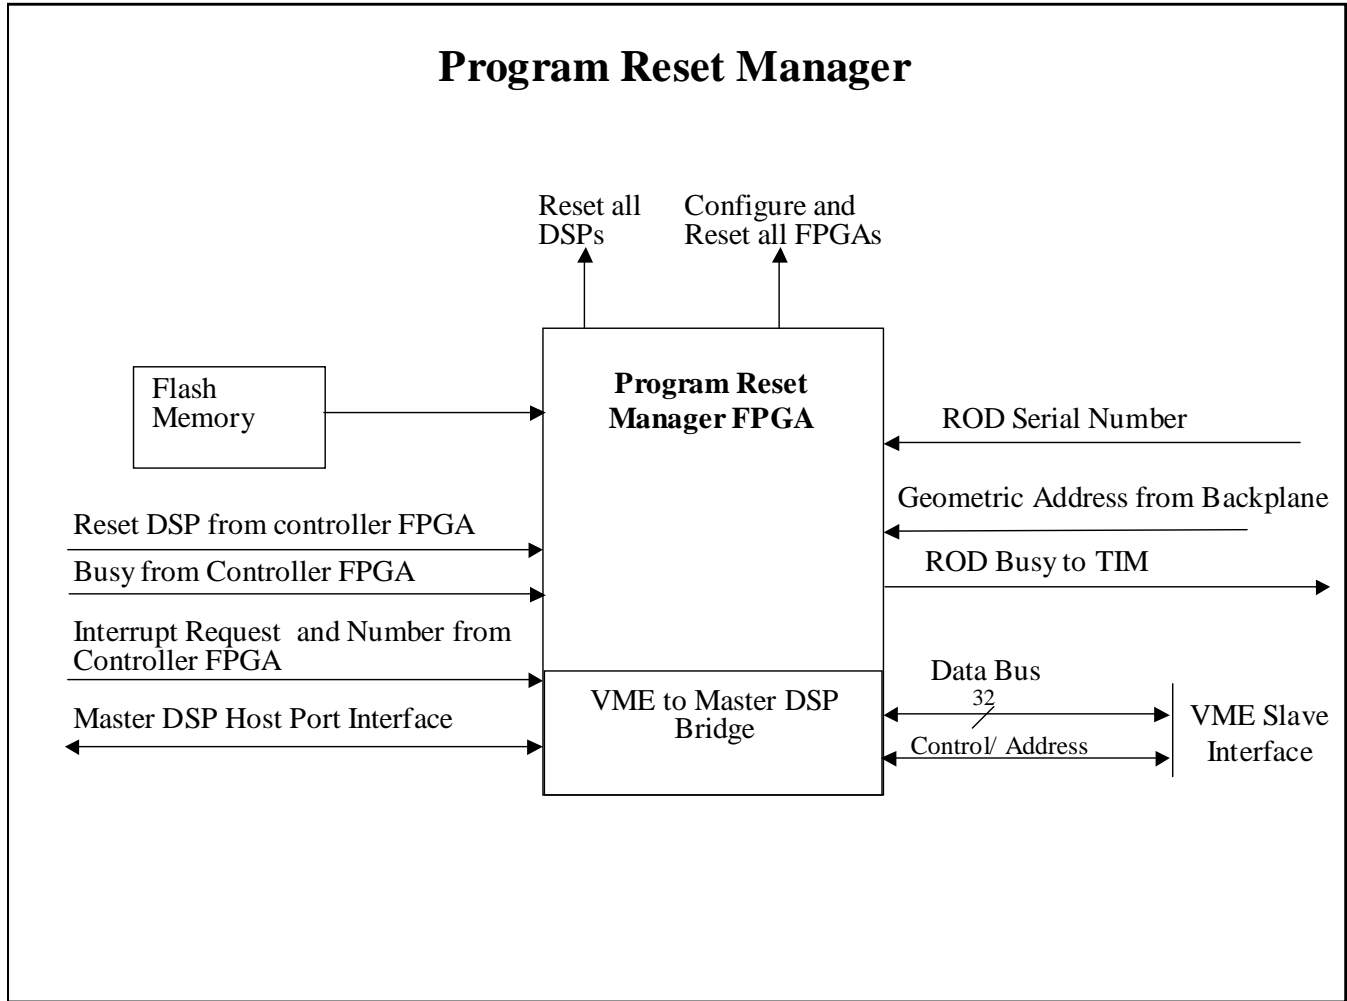 Program Reset Manager
Reset all
DSPs
Configure and
Reset all FPGAs
Flash
Memory
Program Reset
Manager FPGA
ROD Serial Number
Geometric Address from Backplane
Reset DSP from controller FPGA
ROD Busy to TIM
Busy from Controller FPGA
Interrupt Request and Number from
Controller FPGA
Data Bus
32
VME to Master DSP
Bridge
Master DSP Host Port Interface
Control/ Address
VME Slave
Interface